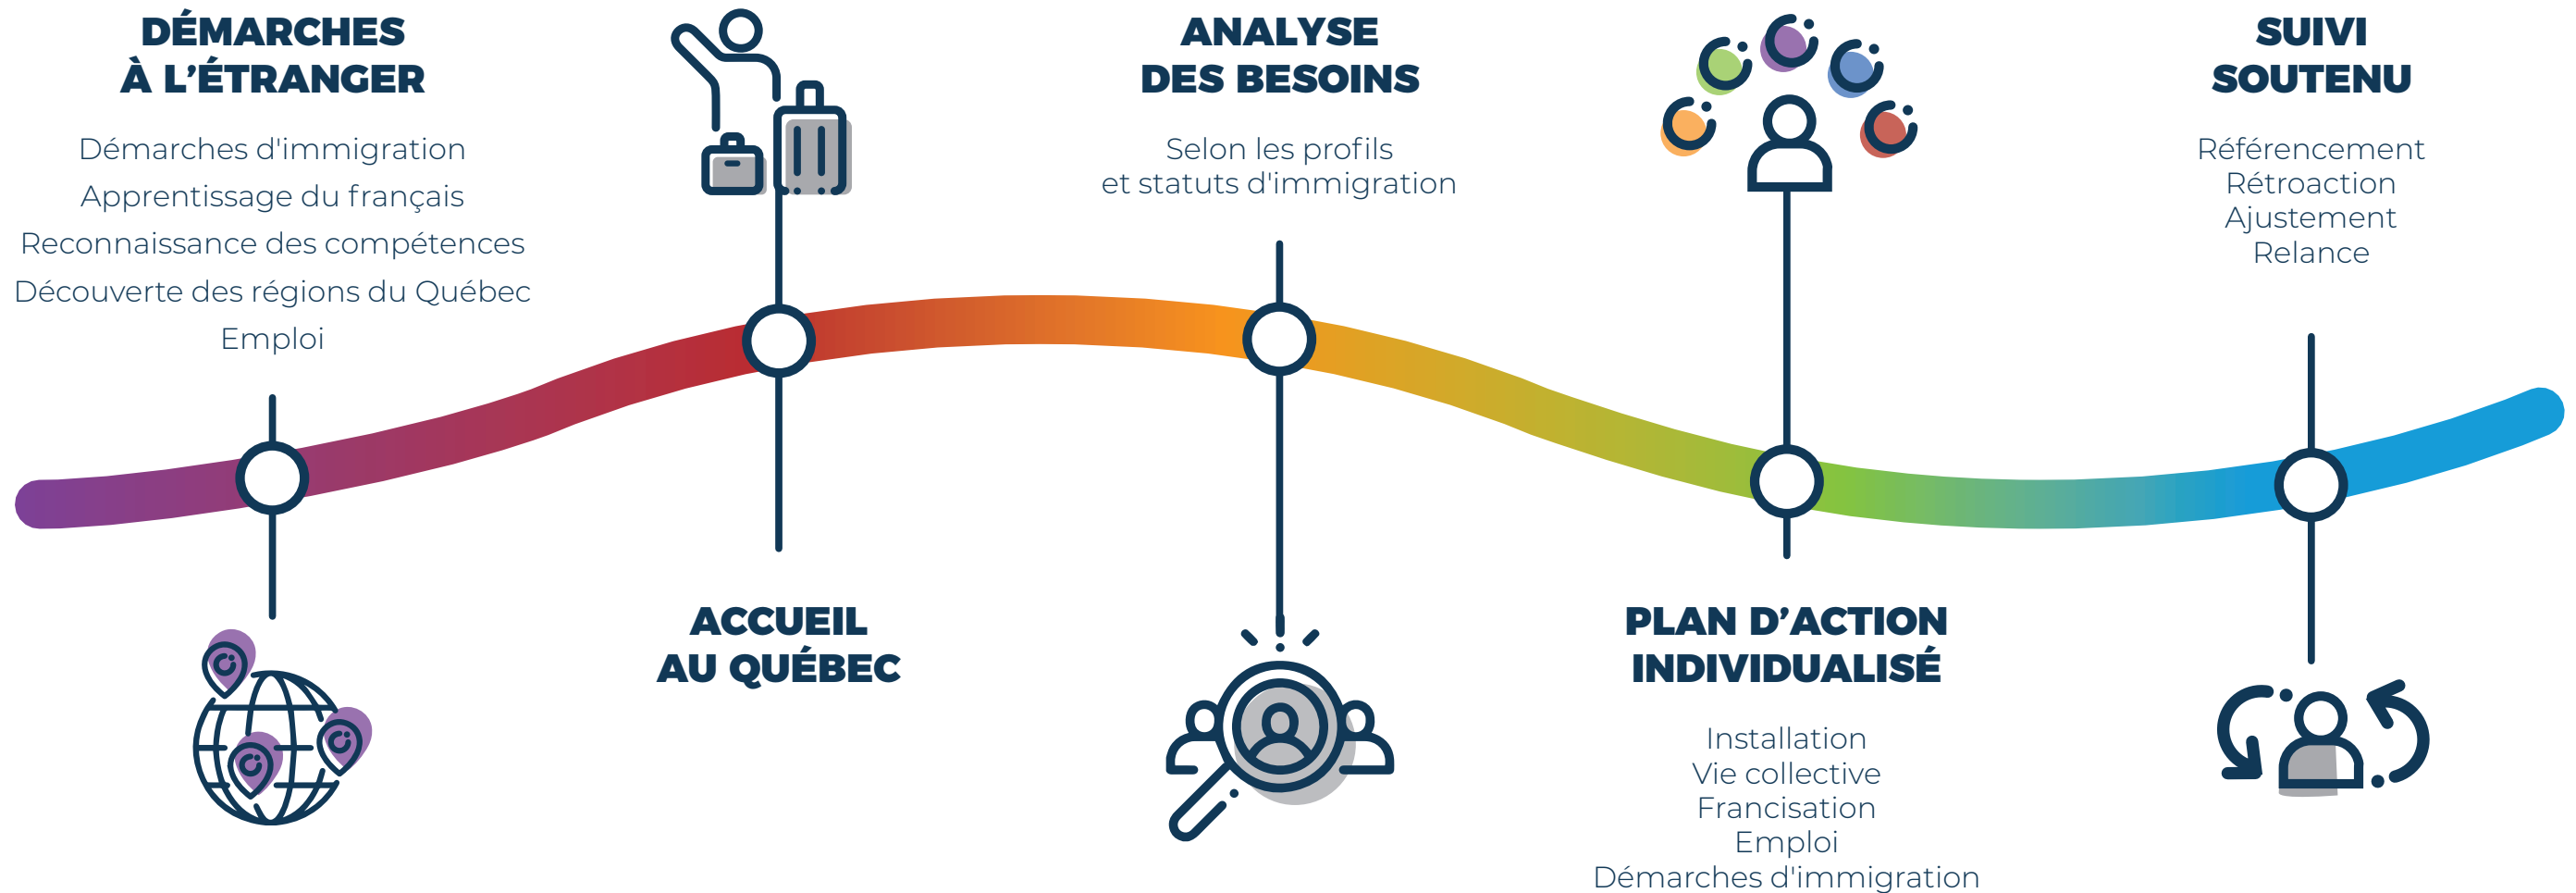 DÉMARCHES
À L’ÉTRANGER
Démarches d'immigration
Apprentissage du français
Reconnaissance des compétences
Découverte des régions du Québec
Emploi
ACCUEIL
AU QUÉBEC
ANALYSE
DES BESOINS
Selon les profils
et statuts d'immigration
PLAN D’ACTION
INDIVIDUALISÉ
Installation
Vie collective
Francisation
Emploi
Démarches d'immigration
SUIVI
SOUTENU
Référencement
Rétroaction
Ajustement
Relance